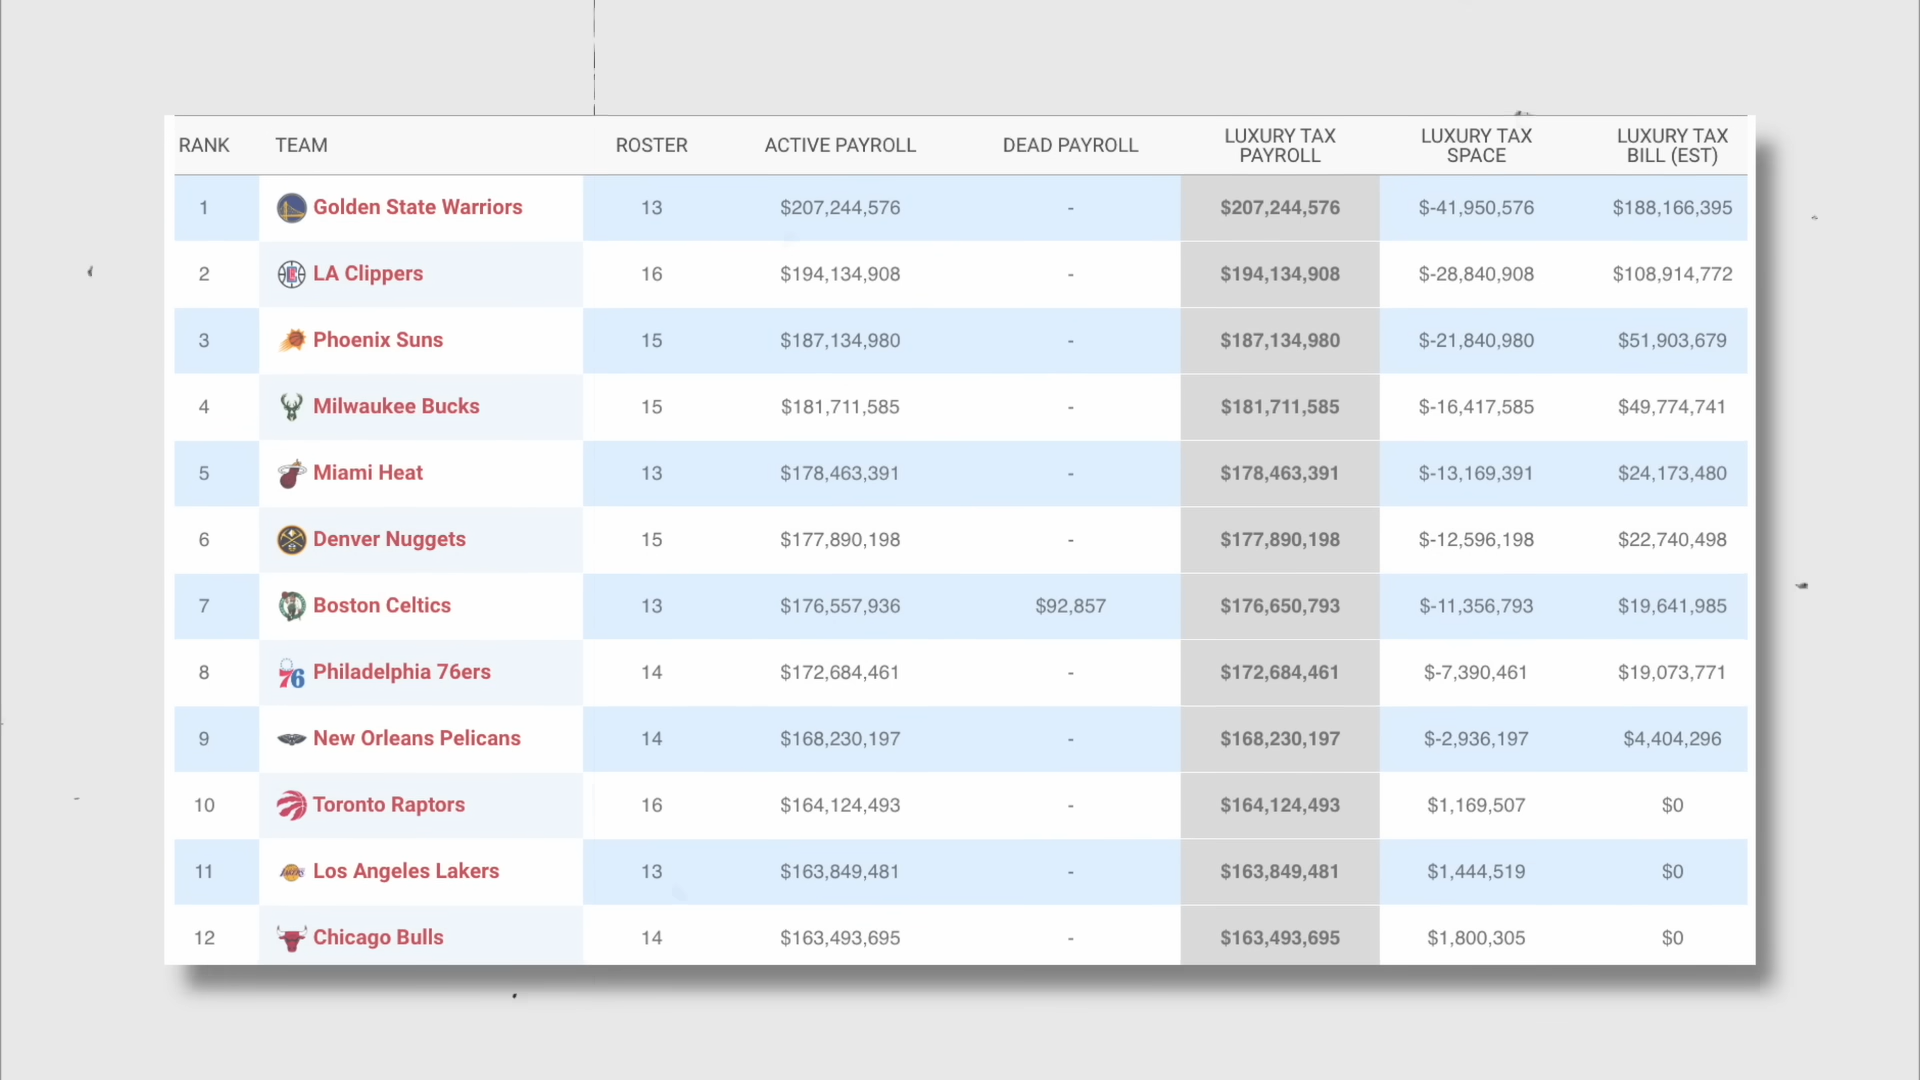 RANK TEAM ROSTER ACTIVE PAYROLL DEAD PAYROLL LUXURY TAX PAYROLL LUXURY TAX SPACE LUXURY TAX BILL (EST)
1 Golden State Warriors 13 $207,244,576 - $207,244,576 $-41,950,576 $188,166,395
2 LA Clippers 16 $194,134,908 - $194,134,908 $-28,840,908 $108,914,772
3 Phoenix Suns 15 $187,134,980 - $187,134,980 $-21,840,980 $51,903,679
4 Milwaukee Bucks 15 $181,711,585 - $181,711,585 $-16,417,585 $49,774,741
5 Miami Heat 13 $178,463,391 - $178,463,391 $-13,169,391 $24,173,480
6 Denver Nuggets 15 $177,890,198 - $177,890,198 $-12,596,198 $22,740,498
7 Boston Celtics 13 $176,557,936 $92,857 $176,650,793 $-11,356,793 $19,641,985
8 76 Philadelphia 76ers 14 $172,684,461 - $172,684,461 $-7,390,461 $19,073,771
9 New Orleans Pelicans 14 $168,230,197 - $168,230,197 $-2,936,197 $4,404,296
10 Toronto Raptors 16 $164,124,493 - $164,124,493 $1,169,507 $0
11 LAKERS Los Angeles Lakers 13 $163,849,481 - $163,849,481 $1,444,519 $0
12 Chicago Bulls 14 $163,493,695 - $163,493,695 $1,800,305 $0